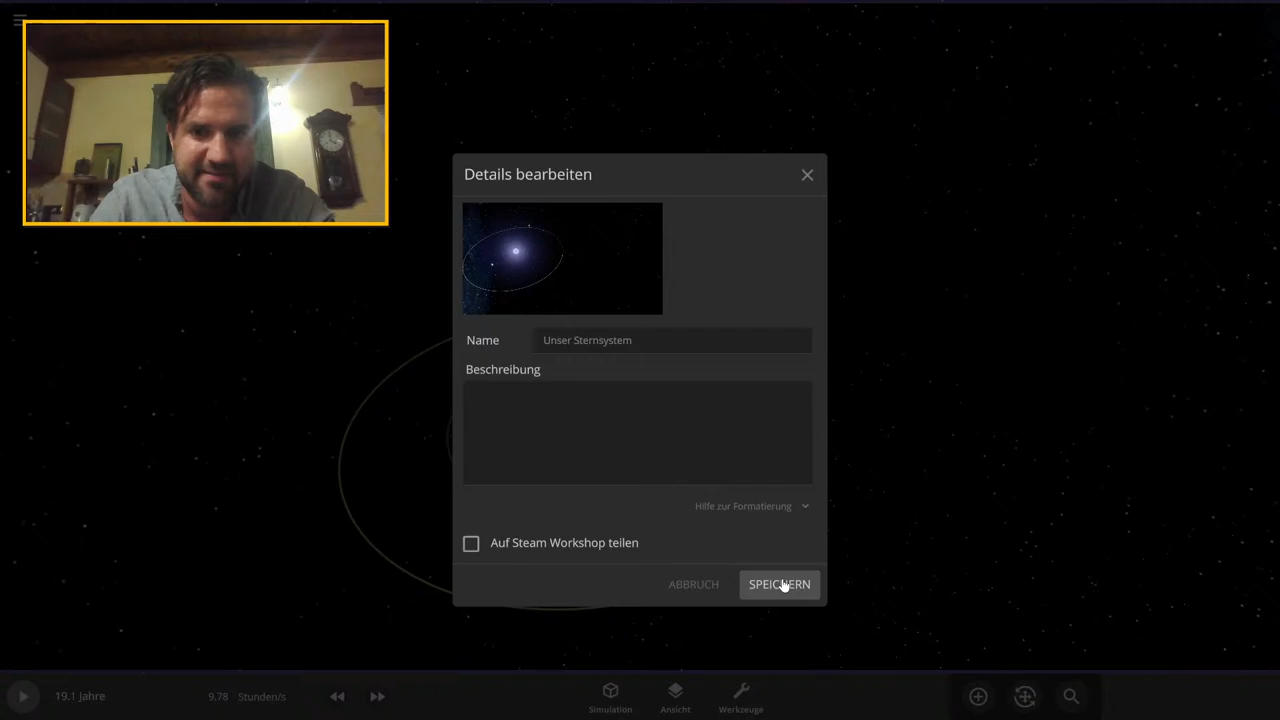 Details bearbeiten
Name Unser Sternsystem
Beschreibung
Hilfe zur Formatierung
Auf Steam Workshop teilen
ABBRUCH SPEICHERN
19.1 Jahre 9,78 Stunden/s Simulation Ansicht Werkzeuge